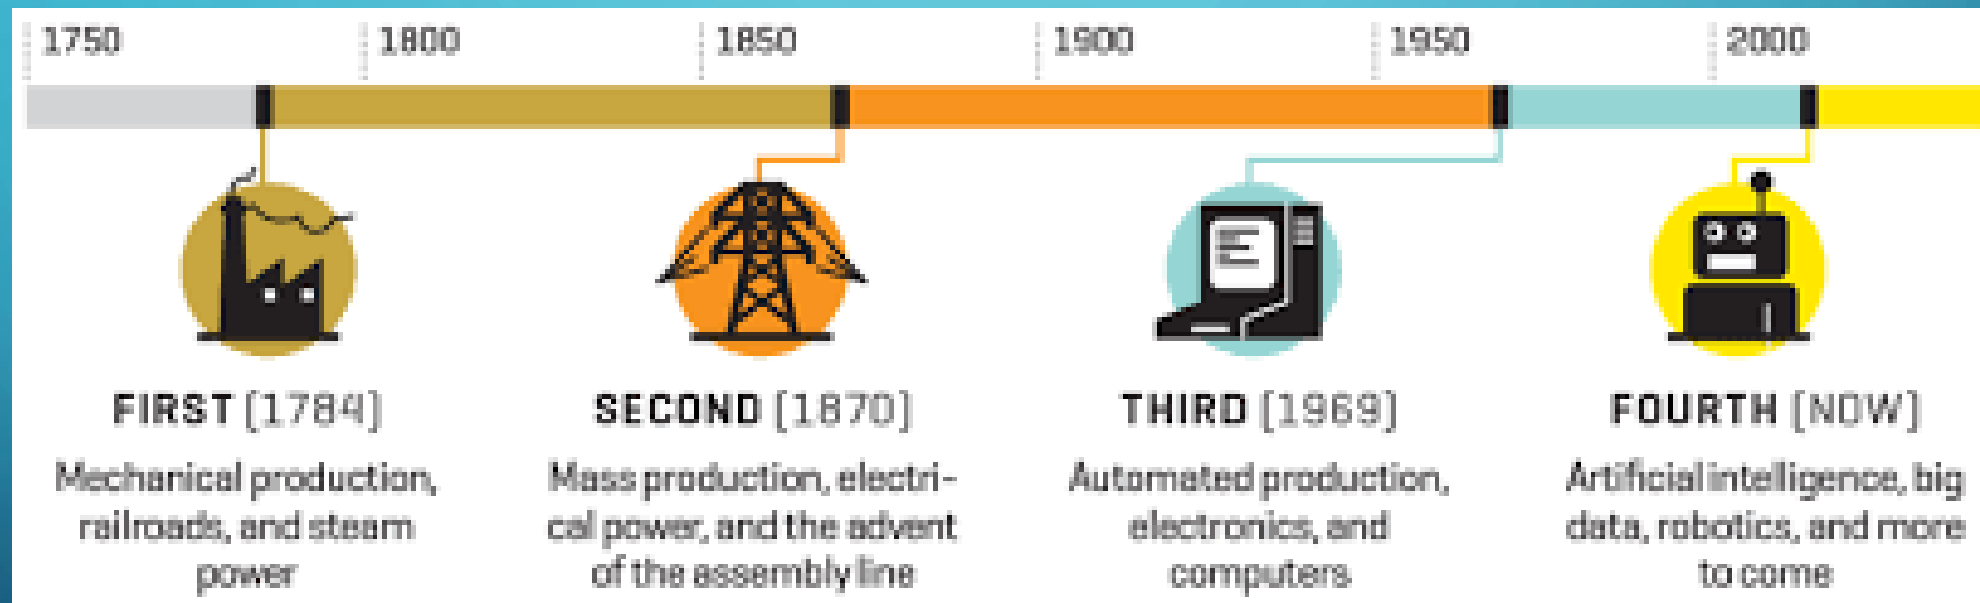 1750 1800 1850 1900 1950 2000
FIRST [1784]
Mechanical production,
railroads, and steam
power
SECOND [1870]
Mass production, electri-
cal power, and the advent
of the assembly line
THIRD [1969]
Automated production,
electronics, and
computers
FOURTH [NOW]
Artificial intelligence, big
data, robotics, and more
to come